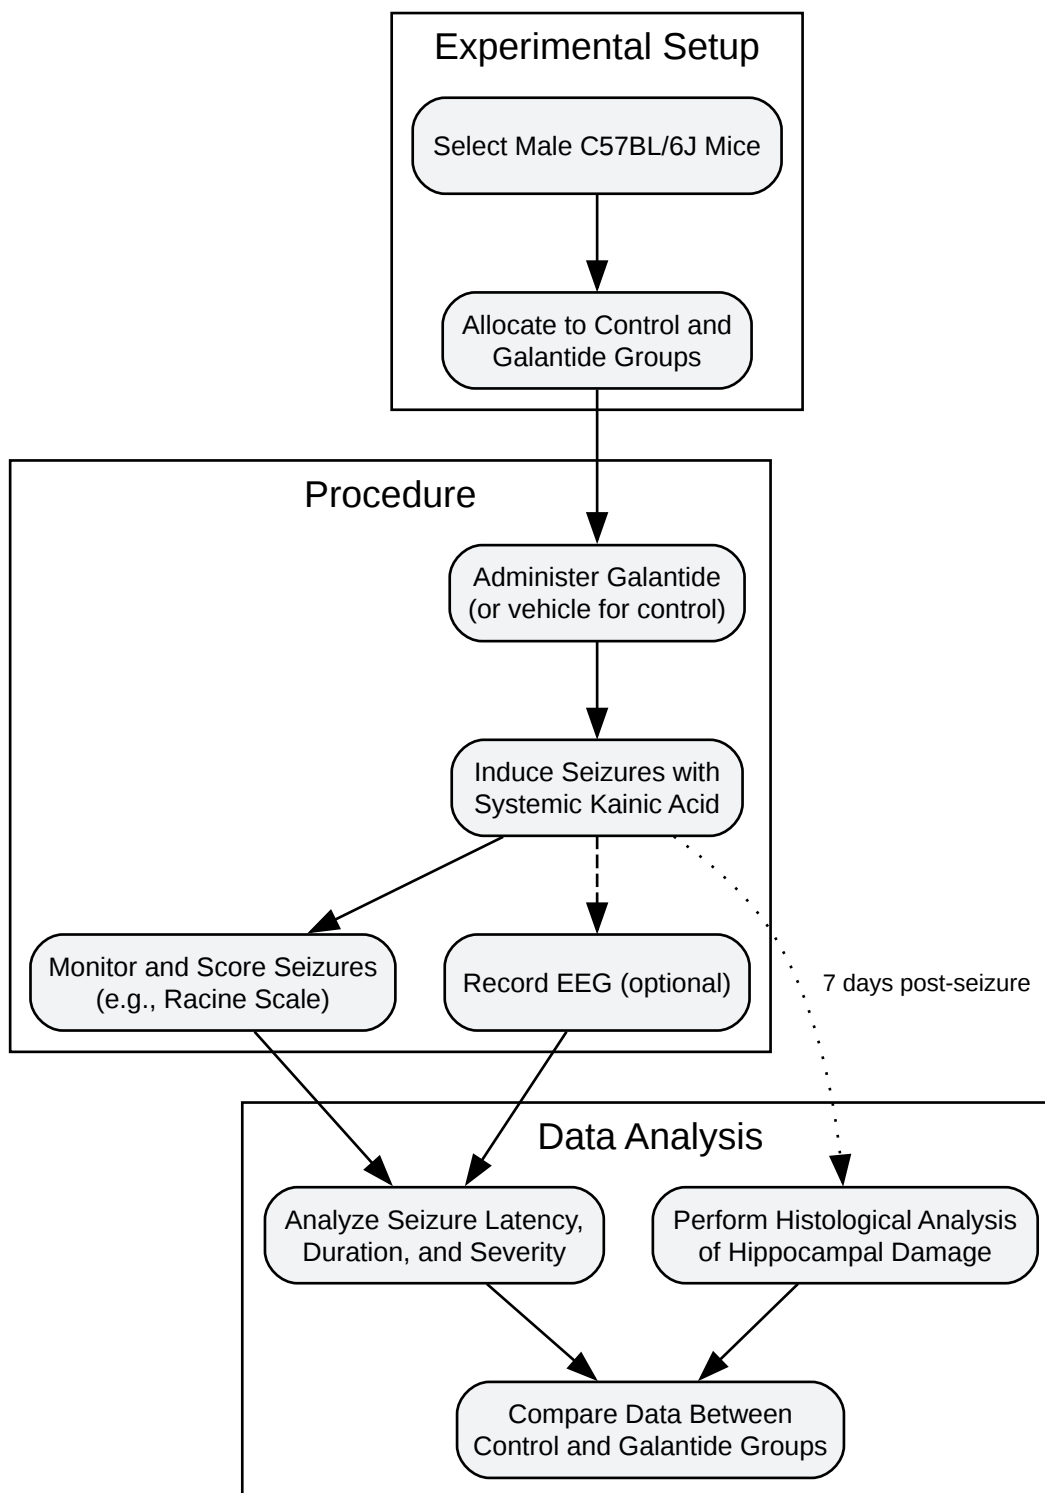 Experimental Setup
Select Male C57BL/6J Mice
Allocate to Control and
Galantide Groups
Procedure
Administer Galantide
(or vehicle for control)
Induce Seizures with
Systemic Kainic Acid
Monitor and Score Seizures
(e.g., Racine Scale)
Record EEG (optional)
7 days post-seizure
Data Analysis
Analyze Seizure Latency,
Duration, and Severity
Perform Histological Analysis
of Hippocampal Damage
Compare Data Between
Control and Galantide Groups